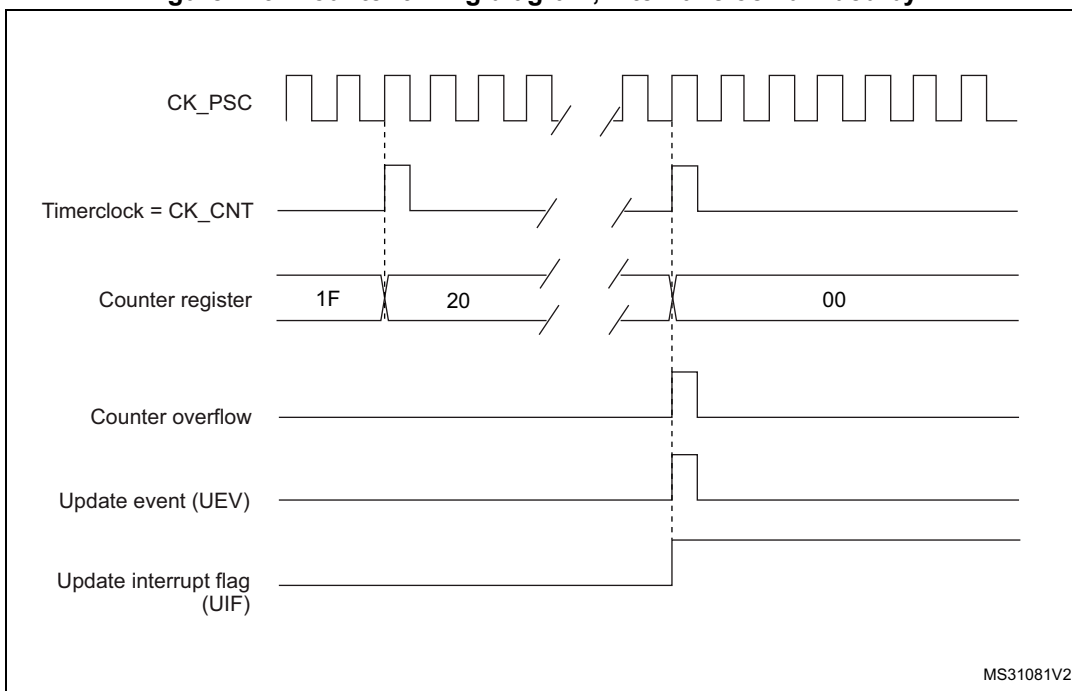 CK_PSC
Timerclock = CK_CNT
Counter register
1F
20
00
Counter overflow
Update event (UEV)
Update interrupt flag
(UIF)
MS31081V2